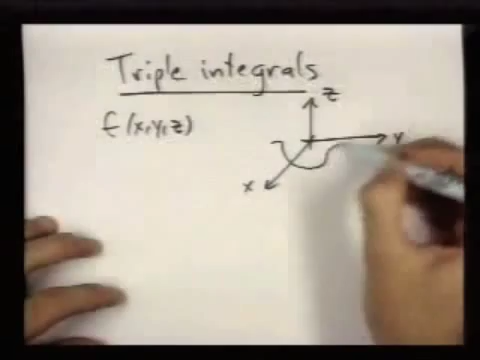 Triple integrals
f(x,y,z)
z
y
x